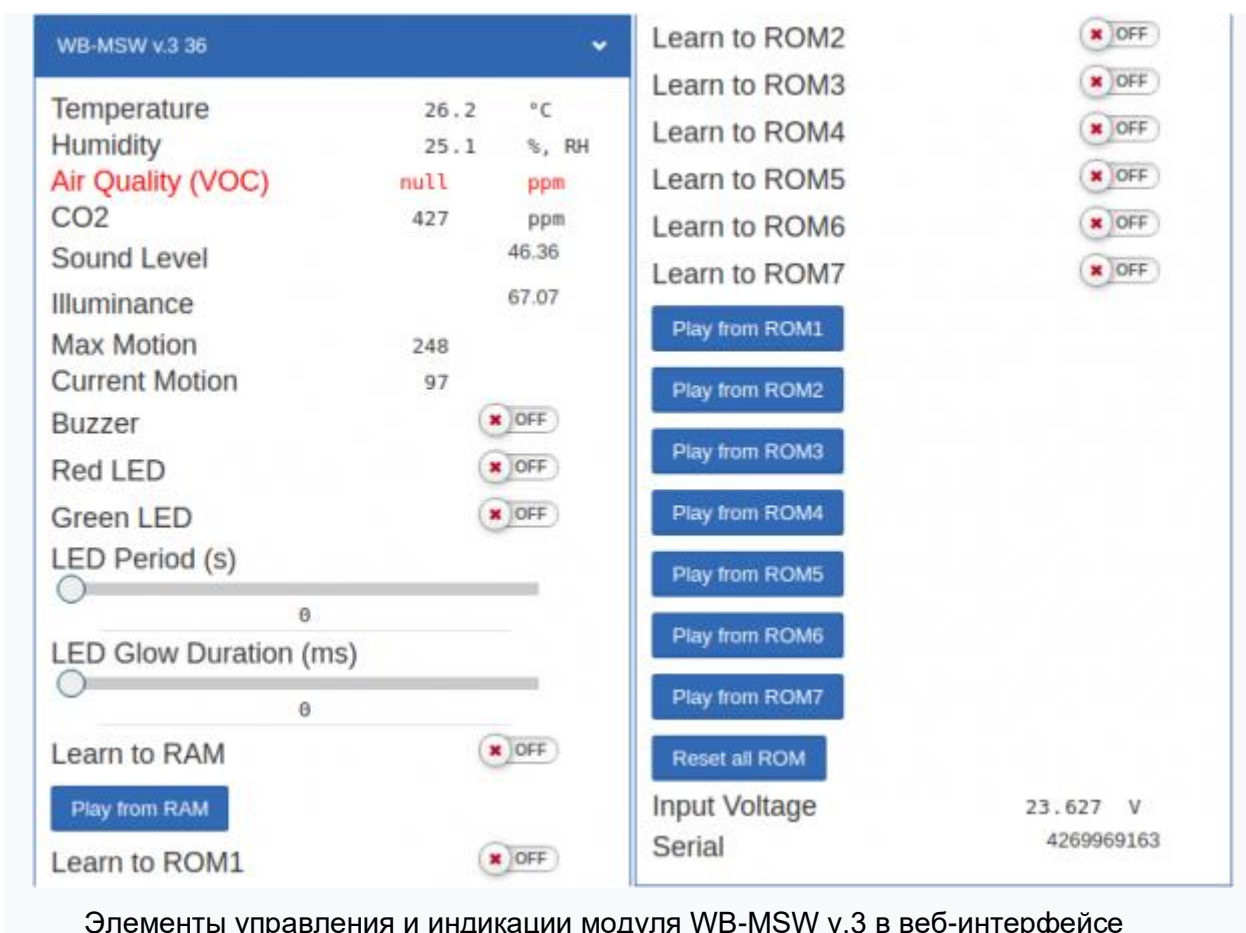 WB-MSW v.3 36
Temperature 26.2 °C
Humidity 25.1 %, RH
Air Quality (VOC) null ppm
CO2 427 ppm
Sound Level 46.36
Illuminance 67.07
Max Motion 248
Current Motion 97
Buzzer OFF
Red LED OFF
Green LED OFF
LED Period (s)
0
LED Glow Duration (ms)
0
Learn to RAM OFF
Play from RAM
Learn to ROM1 OFF
Learn to ROM2 OFF
Learn to ROM3 OFF
Learn to ROM4 OFF
Learn to ROM5 OFF
Learn to ROM6 OFF
Learn to ROM7 OFF
Play from ROM1
Play from ROM2
Play from ROM3
Play from ROM4
Play from ROM5
Play from ROM6
Play from ROM7
Reset all ROM
Input Voltage 23.627 V
Serial 4269969163
Элементы управления и индикации модуля WB-MSW v.3 в веб-интерфейсе